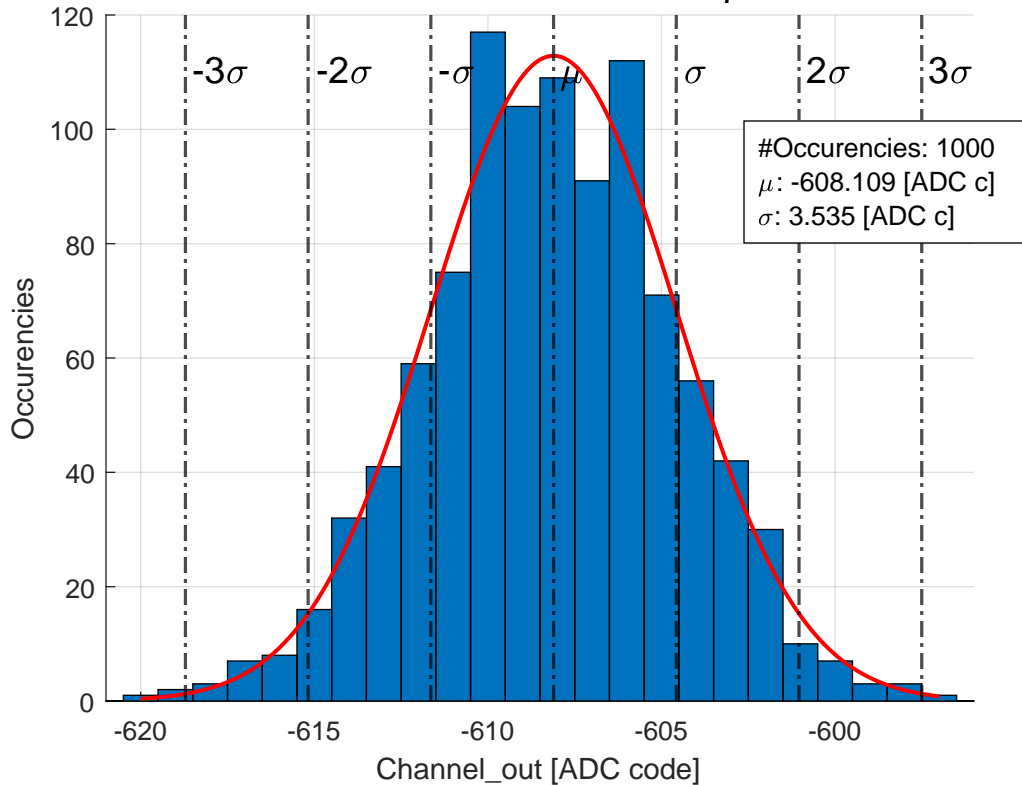 120
100
80
60
40
20
0
-3σ
-2σ
-σ
μ
σ
2σ
3σ
#Occurencies: 1000
μ: -608.109 [ADC c]
σ: 3.535 [ADC c]
Occurencies
-620
-615
-610
-605
-600
Channel_out [ADC code]